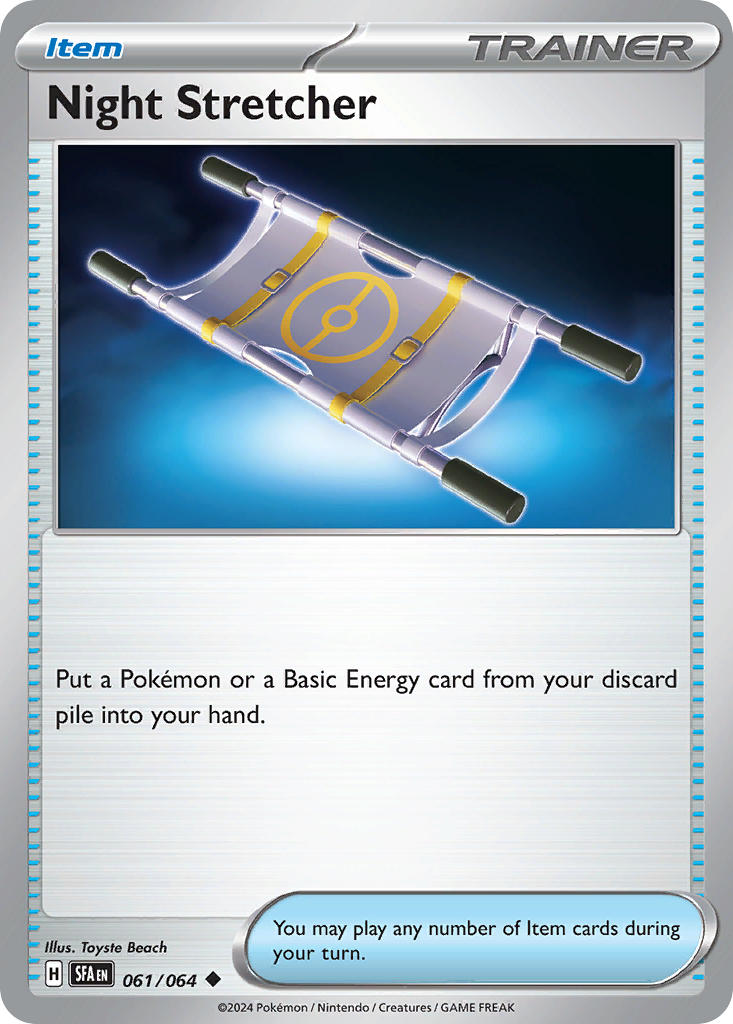 Item
TRAINER
Night Stretcher
Put a Pokémon or a Basic Energy card from your discard
pile into your hand.
You may play any number of Item cards during
your turn.
Illus. Toyste Beach
H SFA EN 061/064 ◆
©2024 Pokémon / Nintendo / Creatures / GAME FREAK